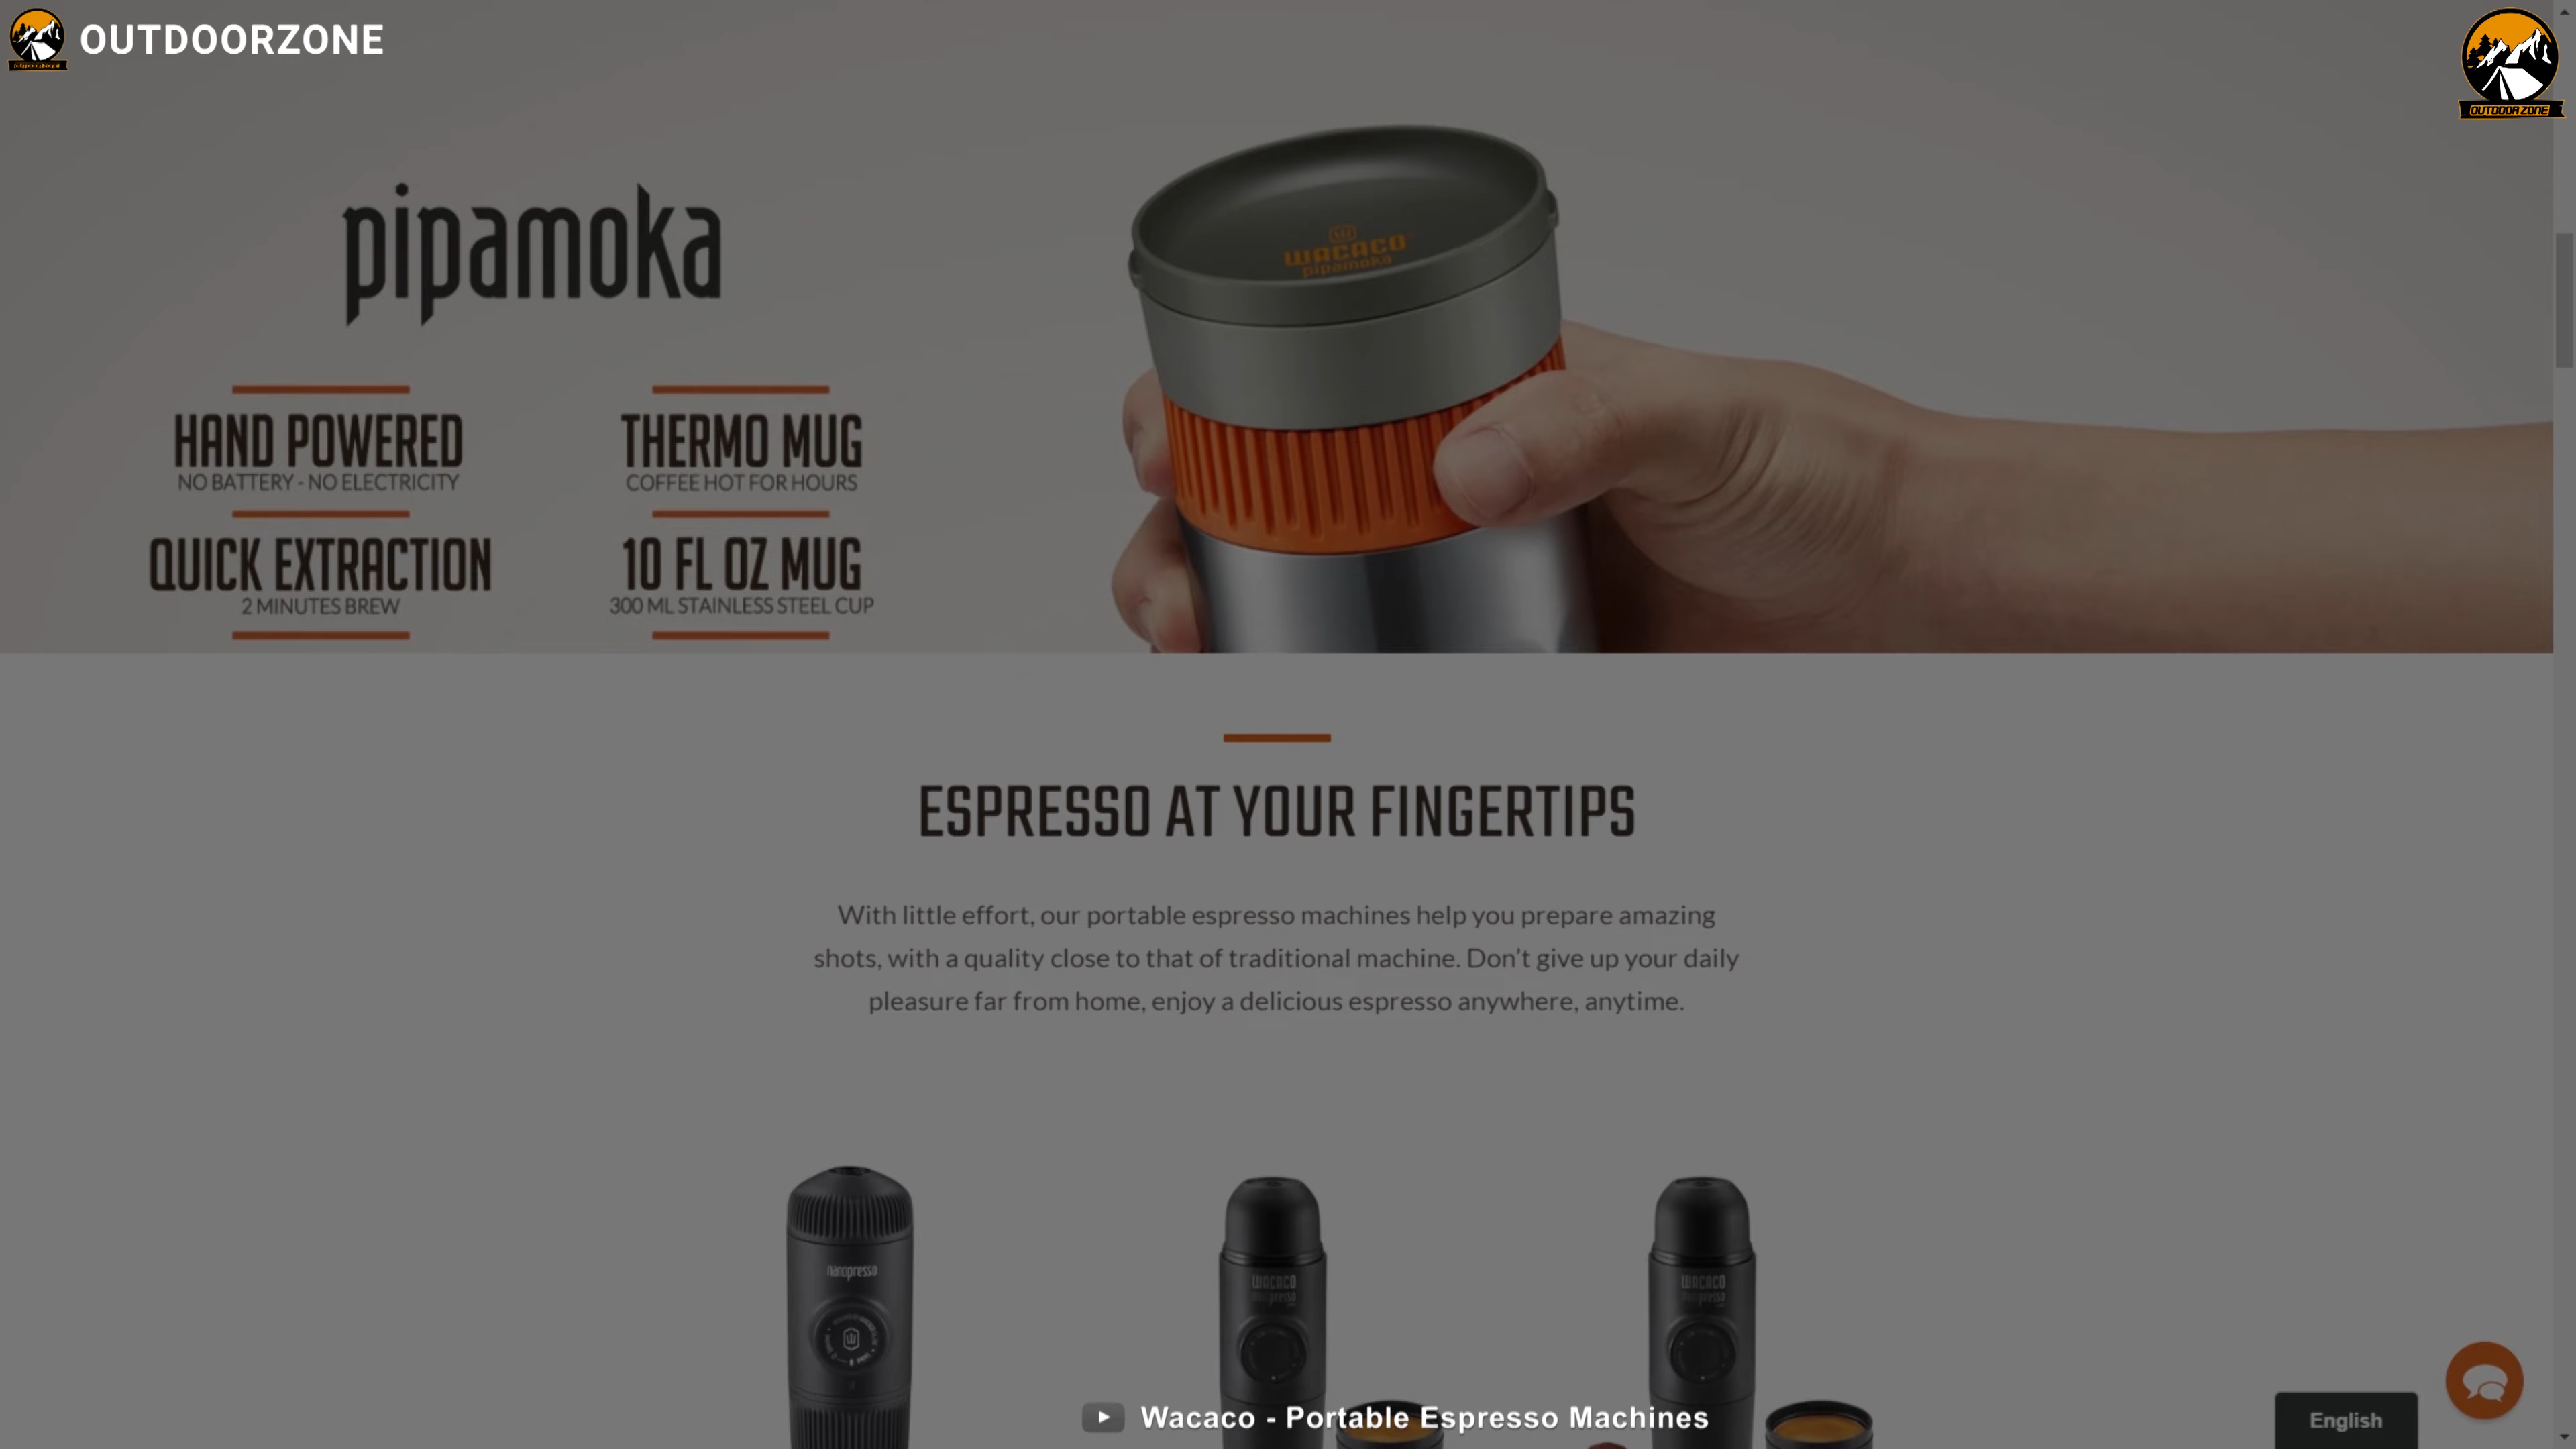 OUTDOORZONE
OUTDOORZONE
pipamoka
WACACO
pipamoka
HAND POWERED
NO BATTERY - NO ELECTRICITY
THERMO MUG
COFFEE HOT FOR HOURS
QUICK EXTRACTION
2 MINUTES BREW
10 FL OZ MUG
300 ML STAINLESS STEEL CUP
ESPRESSO AT YOUR FINGERTIPS
With little effort, our portable espresso machines help you prepare amazing
shots, with a quality close to that of traditional machine. Don't give up your daily
pleasure far from home, enjoy a delicious espresso anywhere, anytime.
nanopresso
WACACO
minipresso
WACACO
minipresso
Wacaco - Portable Espresso Machines
English